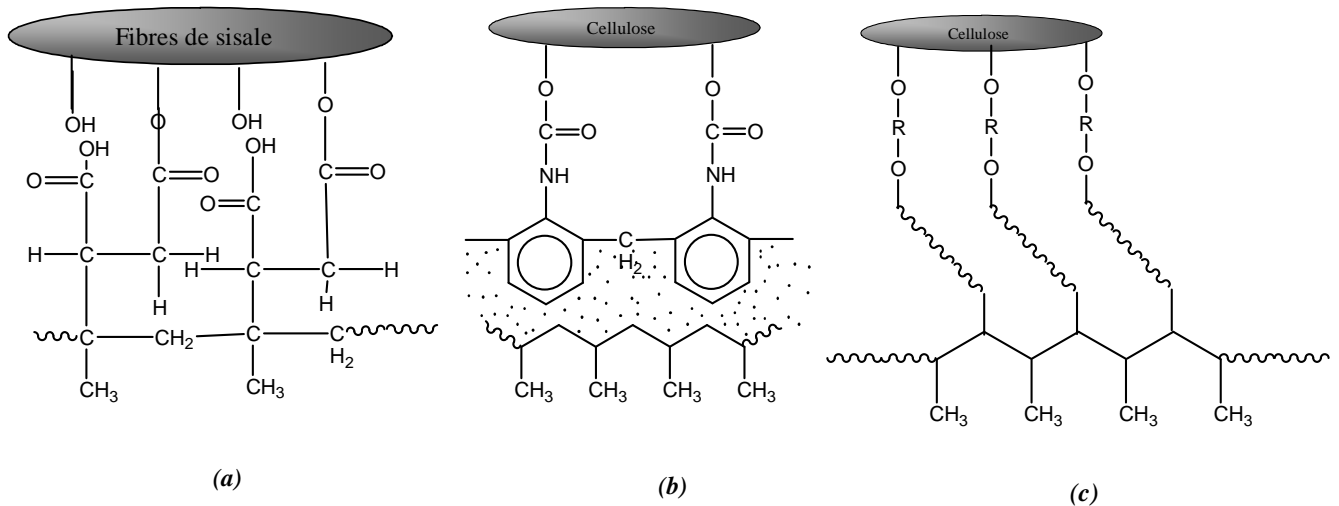 Fibres de sisale
OH O OH O
OH OH
O C C O O C C O
H C C H H C C H
H H
C CH2 C C
H2
CH3 CH3
(a)
Cellulose
O O
C O C O
NH NH
C
H2
CH3 CH3 CH3 CH3
(b)
Cellulose
O O O
R R R
O O O
CH3 CH3 CH3 CH3
(c)